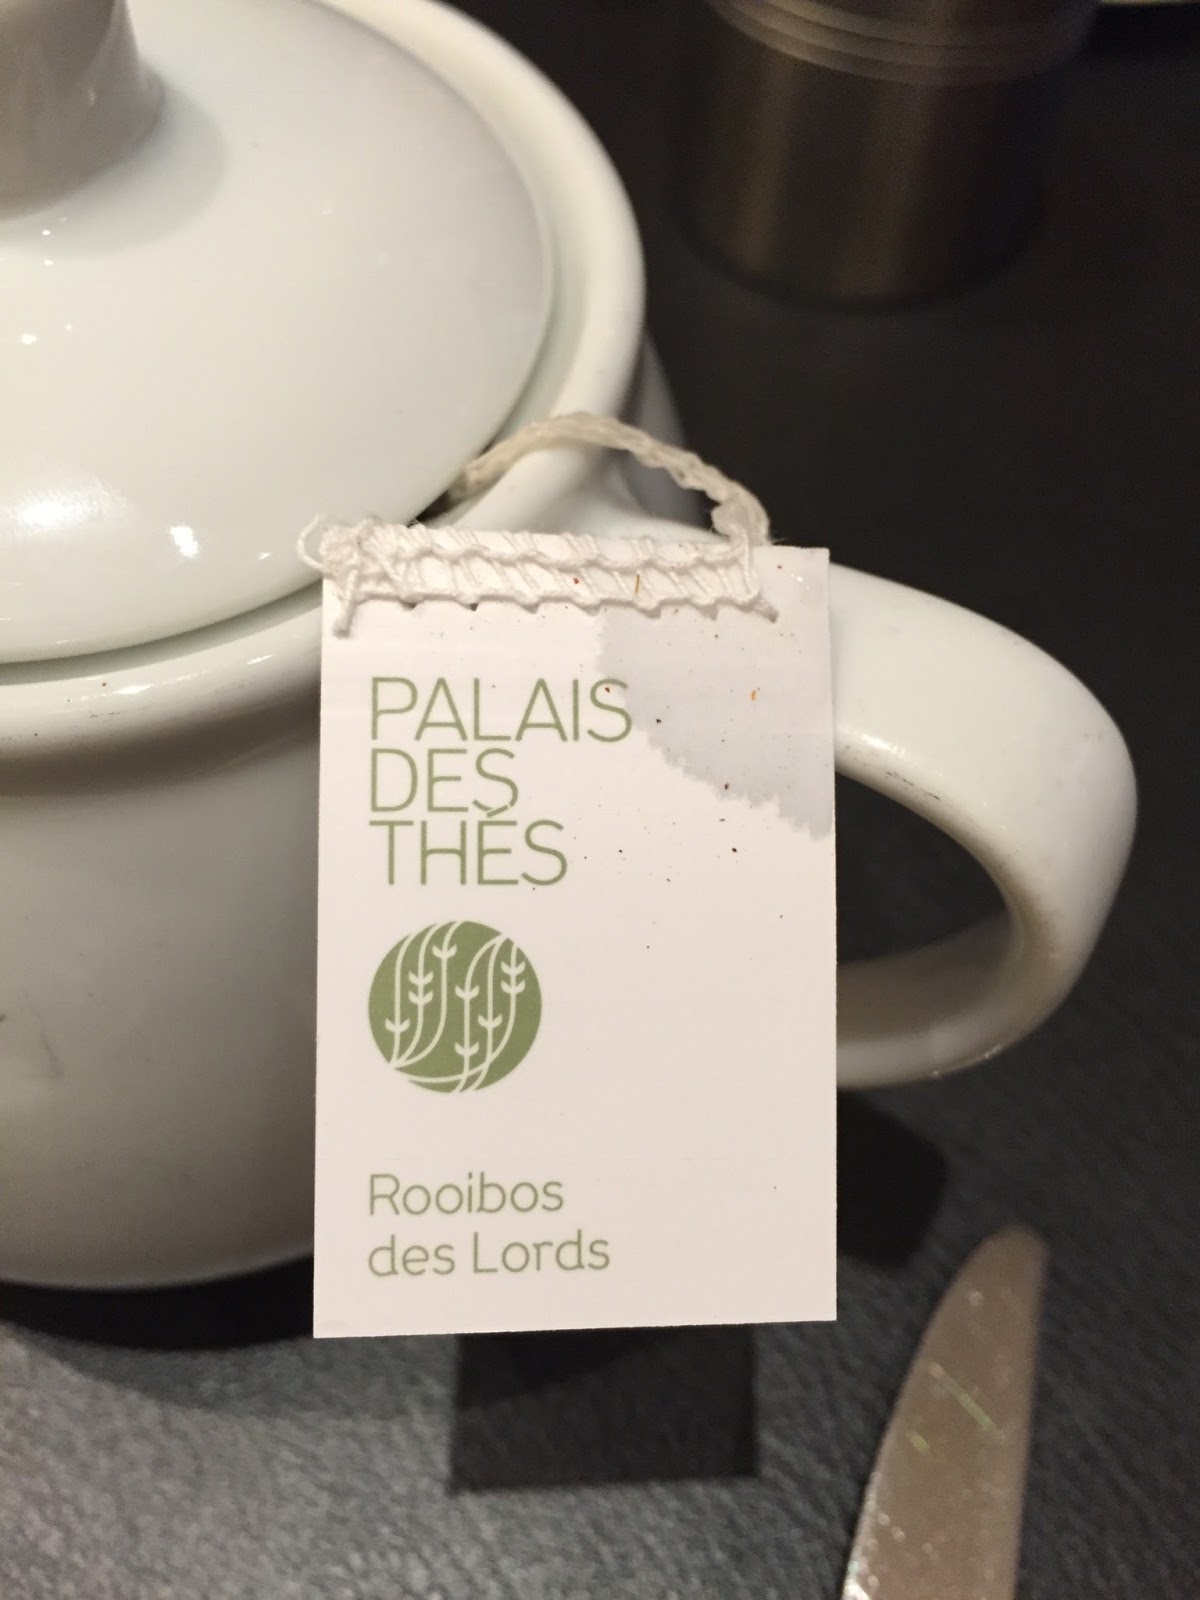 PALAIS
DES
THÉS
Rooibos
des Lords